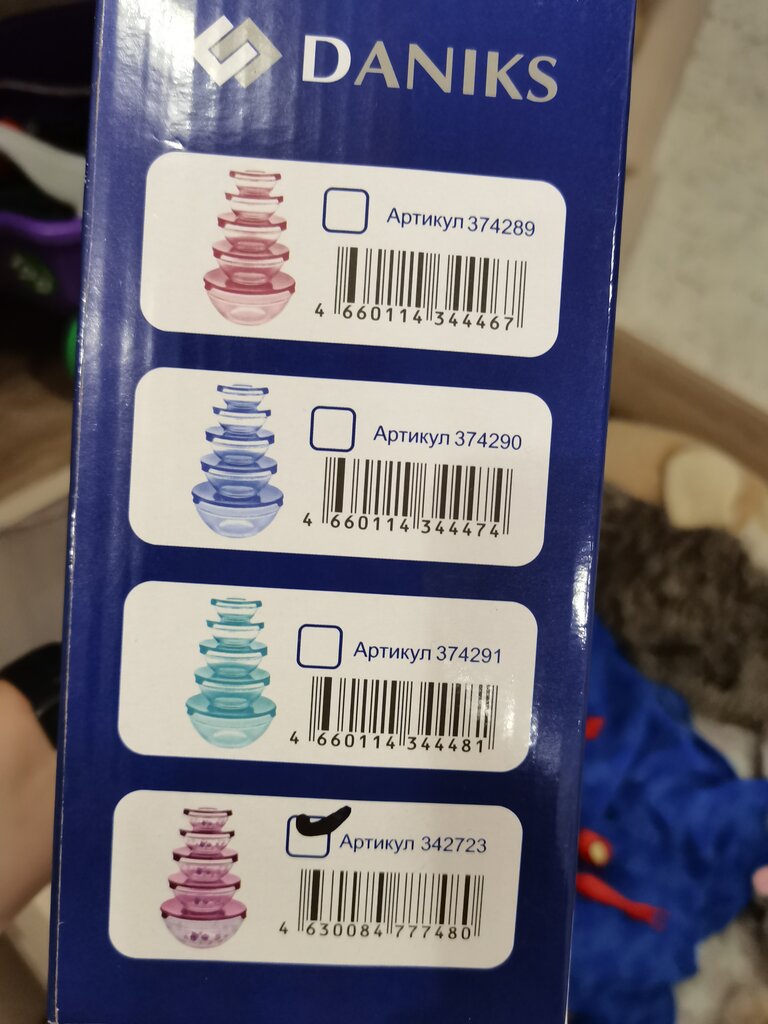 DANIKS
Артикул 374289
4 660114 344467
Артикул 374290
4 660114 344474
Артикул 374291
4 660114 344481
Артикул 342723
4 630084 777480